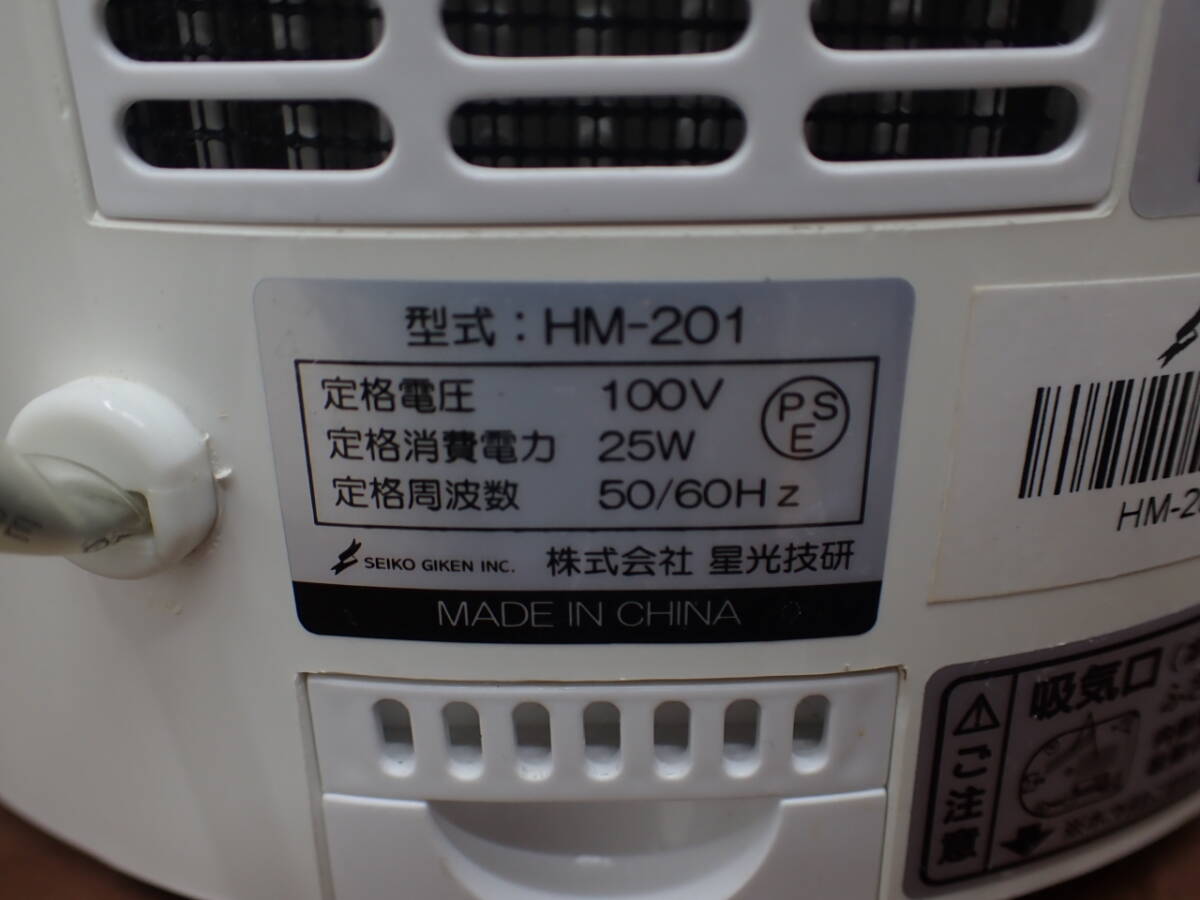 型式：HM-201
定格電圧 100V
定格消費電力 25W
定格周波数 50/60Hz
PSE
SEIKO GIKEN INC. 株式会社 星光技研
MADE IN CHINA
HM-2
⚠ご注意
吸気口